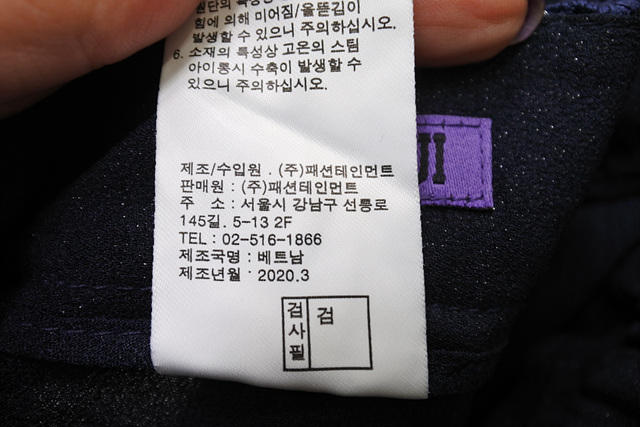 원단의 특성상
힘에 의해 미어짐/올뜯김이
발생할 수 있으니 주의하십시오.
6. 소재의 특성상 고온의 스팀
아이롱시 수축이 발생할 수
있으니 주의하십시오.
제조/수입원 . (주)패션테인먼트
판매원 : (주)패션테인먼트
주 소 : 서울시 강남구 선릉로
145길. 5-13 2F
TEL : 02-516-1866
제조국명 : 베트남
제조년월 : 2020.3
검사필
검